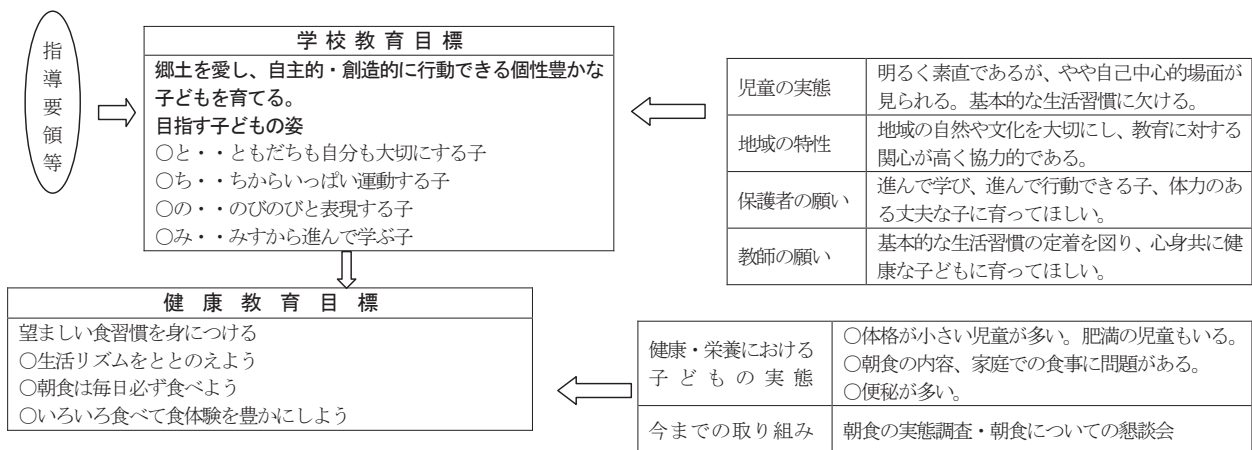 指導要領等
学校教育目標
郷土を愛し、自主的・創造的に行動できる個性豊かな
子どもを育てる。
目指す子どもの姿
○と・・ともだちも自分も大切にする子
○ち・・ちからいっぱい運動する子
○の・・のびのびと表現する子
○み・・みすから進んで学ぶ子
児童の実態
明るく素直であるが、やや自己中心的場面が
見られる。基本的な生活習慣に欠ける。
地域の特性
地域の自然や文化を大切にし、教育に対する
関心が高く協力的である。
保護者の願い
進んで学び、進んで行動できる子、体力のあ
る丈夫な子に育ってほしい。
教師の願い
基本的な生活習慣の定着を図り、心身共に健
康な子どもに育ってほしい。
健康教育目標
望ましい食習慣を身につける
○生活リズムをととのえよう
○朝食は毎日必ず食べよう
○いろいろ食べて食体験を豊かにしよう
健康・栄養における
子どもの実態
○体格が小さい児童が多い。肥満の児童もいる。
○朝食の内容、家庭での食事に問題がある。
○便秘が多い。
今までの取り組み
朝食の実態調査・朝食についての懇談会